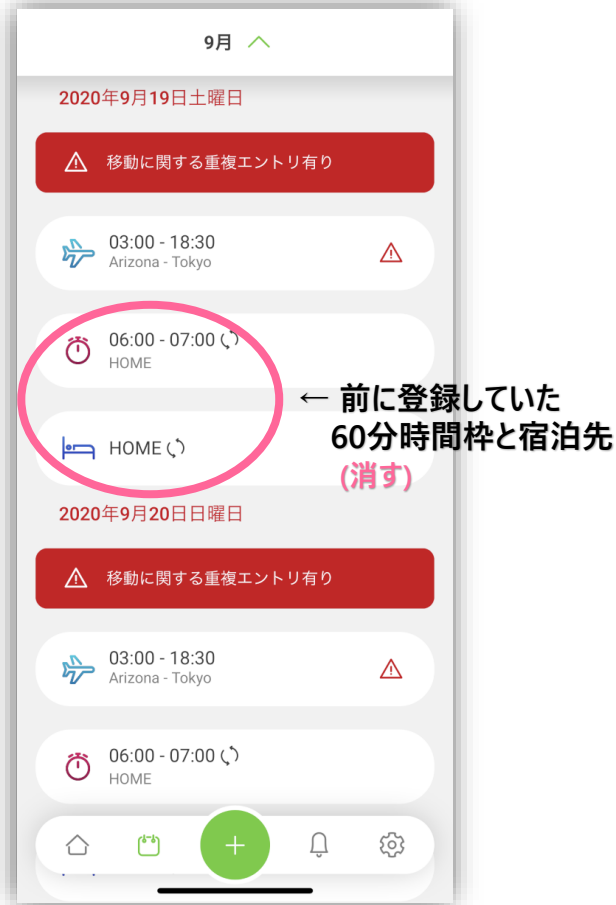 9月
2020年9月19日土曜日
移動に関する重複エントリ有り
03:00 - 18:30
Arizona - Tokyo
06:00 - 07:00
HOME
← 前に登録していた
60分時間枠と宿泊先
(消す)
HOME
2020年9月20日日曜日
移動に関する重複エントリ有り
03:00 - 18:30
Arizona - Tokyo
06:00 - 07:00
HOME